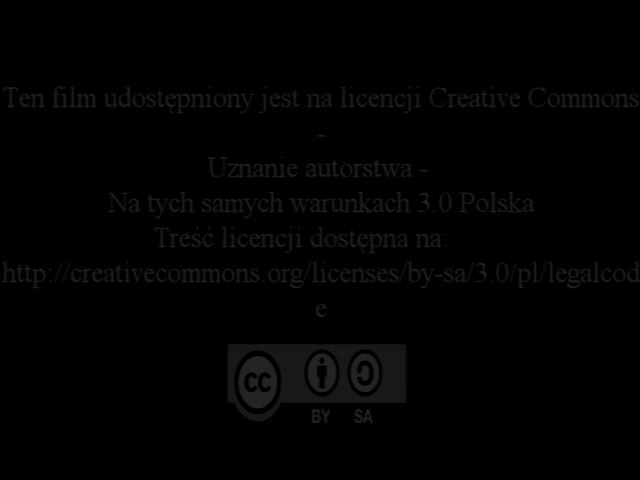 Ten film udostępniony jest na licencji Creative Commons
-
Uznanie autorstwa -
Na tych samych warunkach 3.0 Polska
Treść licencji dostępna na:
http://creativecommons.org/licenses/by-sa/3.0/pl/legalcod
e
cc
BY SA